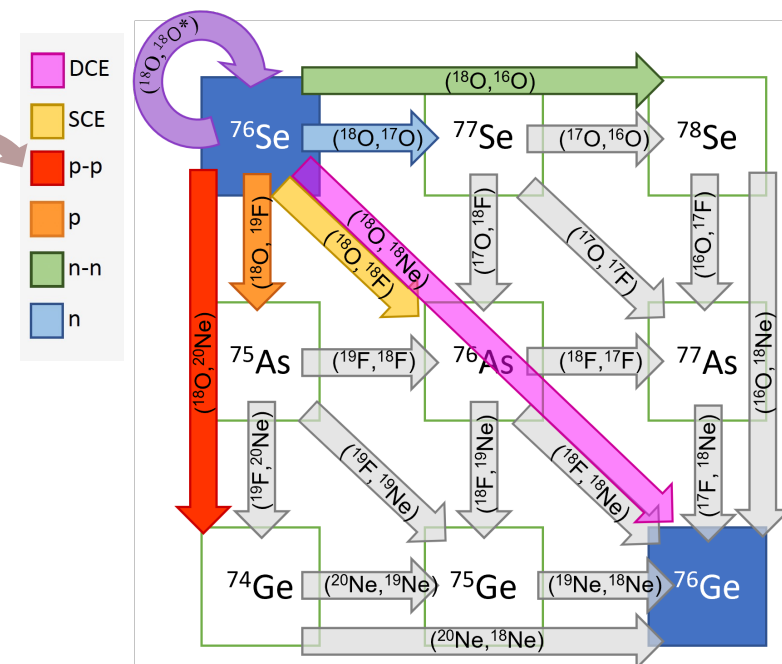 DCE
SCE
p-p
p
n-n
n
(¹⁸O,¹⁸O*)
(¹⁸O,¹⁶O)
⁷⁶Se
(¹⁸O,¹⁷O)
⁷⁷Se
(¹⁷O,¹⁶O)
⁷⁸Se
(¹⁸O,²⁰Ne)
(¹⁸O, ¹⁹F)
(¹⁸O,¹⁸F)
(¹⁸O,¹⁸Ne)
(¹⁷O,¹⁸F)
(¹⁷O,¹⁷F)
(¹⁶O,¹⁷F)
(¹⁶O,¹⁸Ne)
⁷⁵As
(¹⁹F,¹⁸F)
⁷⁶As
(¹⁸F,¹⁷F)
⁷⁷As
(¹⁹F,²⁰Ne)
(¹⁹F,¹⁹Ne)
(¹⁸F,¹⁹Ne)
(¹⁸F,¹⁸Ne)
(¹⁷F,¹⁸Ne)
⁷⁴Ge
(²⁰Ne,¹⁹Ne)
⁷⁵Ge
(¹⁹Ne,¹⁸Ne)
⁷⁶Ge
(²⁰Ne,¹⁸Ne)